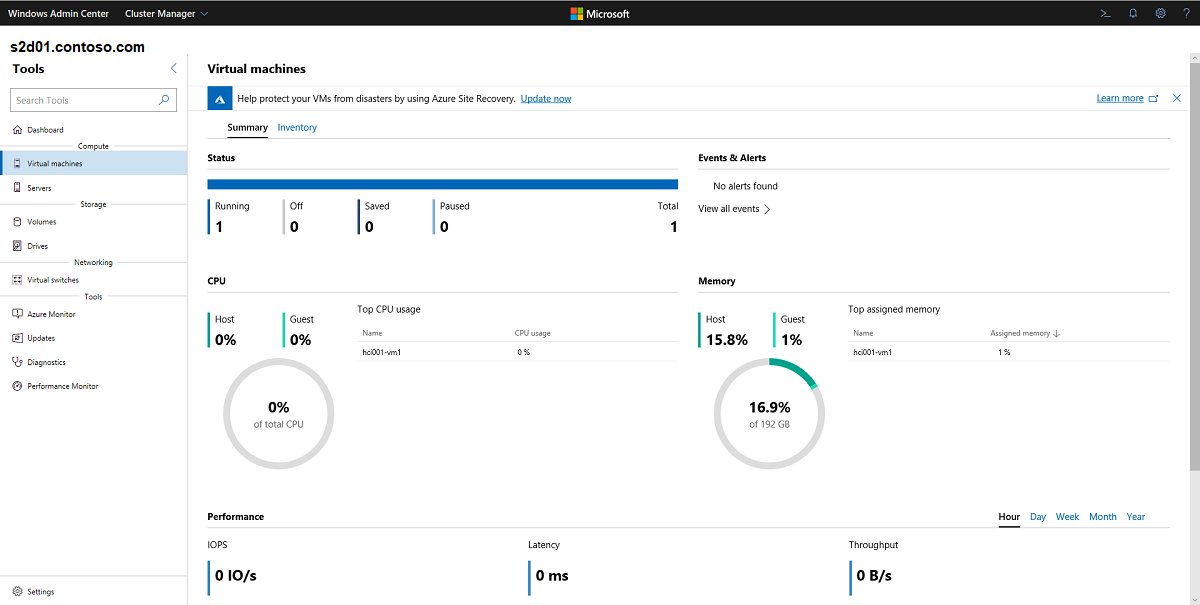 Windows Admin Center Cluster Manager Microsoft
s2d01.contoso.com
Tools
Search Tools
Dashboard
Compute
Virtual machines
Servers
Storage
Volumes
Drives
Networking
Virtual switches
Tools
Azure Monitor
Updates
Diagnostics
Performance Monitor
Settings
Virtual machines
Help protect your VMs from disasters by using Azure Site Recovery. Update now Learn more
Summary Inventory
Status
Running Off Saved Paused Total
1 0 0 0 1
Events & Alerts
No alerts found
View all events
CPU
Host Guest
0% 0%
0%
of total CPU
Top CPU usage
Name CPU usage
hci001-vm1 0 %
Memory
Host Guest
15.8% 1%
16.9%
of 192 GB
Top assigned memory
Name Assigned memory
hci001-vm1 1 %
Performance Hour Day Week Month Year
IOPS Latency Throughput
0 IO/s 0 ms 0 B/s